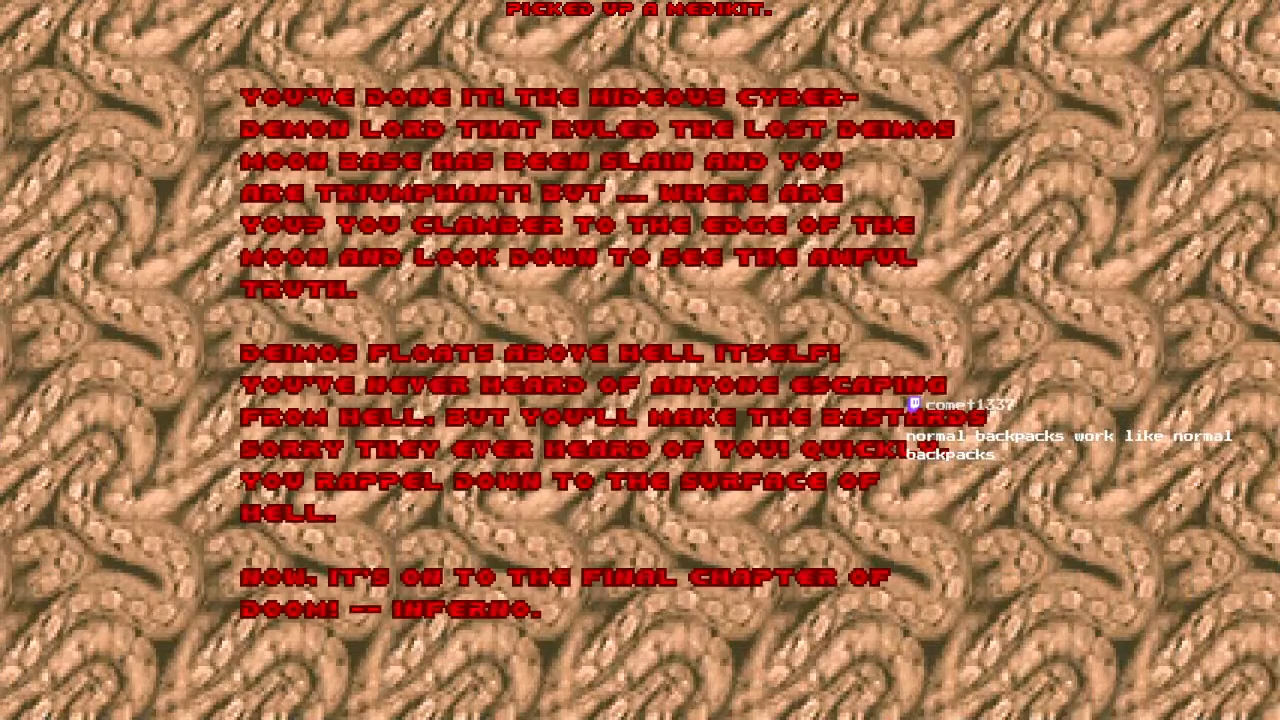 PICKED UP A MEDIKIT.
YOU'VE DONE IT! THE HIDEOUS CYBER-
DEMON LORD THAT RULED THE LOST DEIMOS
MOON BASE HAS BEEN SLAIN AND YOU
ARE TRIUMPHANT! BUT ... WHERE ARE
YOU? YOU CLAMBER TO THE EDGE OF THE
MOON AND LOOK DOWN TO SEE THE AWFUL
TRUTH.
DEIMOS FLOATS ABOVE HELL ITSELF!
YOU'VE NEVER HEARD OF ANYONE ESCAPING
FROM HELL, BUT YOU'LL MAKE THE BASTARDS
SORRY THEY EVER HEARD OF YOU! QUICKLY,
YOU RAPPEL DOWN TO THE SURFACE OF
HELL.
NOW, IT'S ON TO THE FINAL CHAPTER OF
DOOM! -- INFERNO.
comet1337
normal backpacks work like normal
backpacks